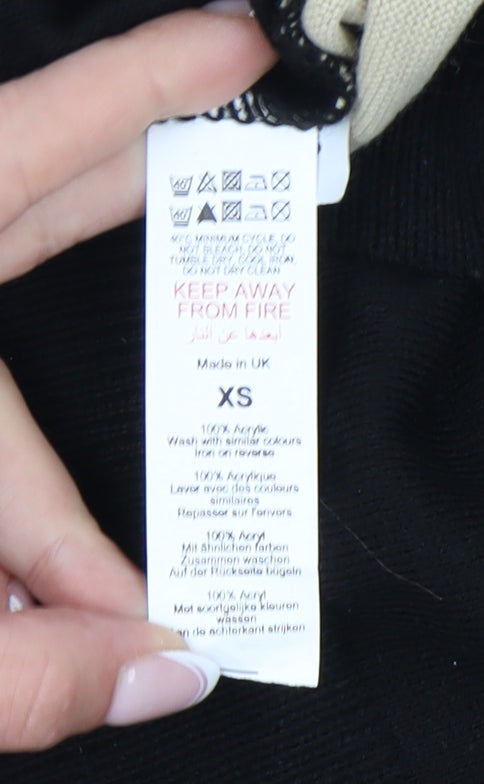 40 40
40°C MINIMUM CYCLE, DO
NOT BLEACH, DO NOT
TUMBLE DRY, COOL IRON,
DO NOT DRY CLEAN
KEEP AWAY
FROM FIRE
أبعدها عن النار
Made in UK
XS
100% Acrylic
Wash with similar colours
Iron on reverse
100% Acrylique
Laver avec des couleurs
similaires
Repasser sur l'envers
100% Acryl
Mit ähnlichen farben
Zusammen waschen
Auf der Rückseite bügeln
100% Acryl
Met soortgelijke kleuren
wassen
an de achterkant strijken